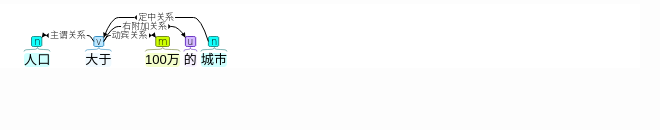 定中关系
右附加关系
主谓关系 动宾关系
n v m u n
人口 大于 100万 的 城市